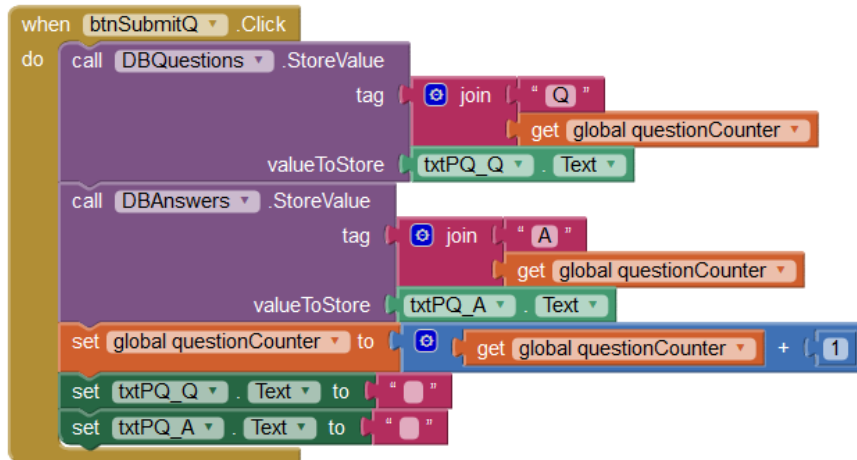 when btnSubmitQ .Click
do call DBQuestions .StoreValue
tag join " Q "
get global questionCounter
valueToStore txtPQ_Q . Text
call DBAnswers .StoreValue
tag join " A "
get global questionCounter
valueToStore txtPQ_A . Text
set global questionCounter to get global questionCounter + 1
set txtPQ_Q . Text to " "
set txtPQ_A . Text to " "